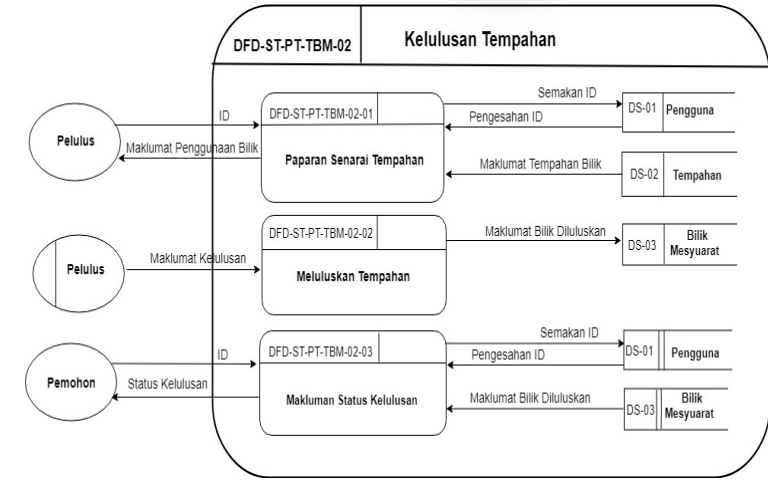 DFD-ST-PT-TBM-02
Kelulusan Tempahan
Pelulus
ID
Maklumat Penggunaan Bilik
DFD-ST-PT-TBM-02-01
Paparan Senarai Tempahan
Semakan ID
Pengesahan ID
DS-01
Pengguna
Maklumat Tempahan Bilik
DS-02
Tempahan
Pelulus
Maklumat Kelulusan
DFD-ST-PT-TBM-02-02
Meluluskan Tempahan
Maklumat Bilik Diluluskan
DS-03
Bilik
Mesyuarat
Pemohon
ID
Status Kelulusan
DFD-ST-PT-TBM-02-03
Makluman Status Kelulusan
Semakan ID
Pengesahan ID
DS-01
Pengguna
Maklumat Bilik Diluluskan
DS-03
Bilik
Mesyuarat